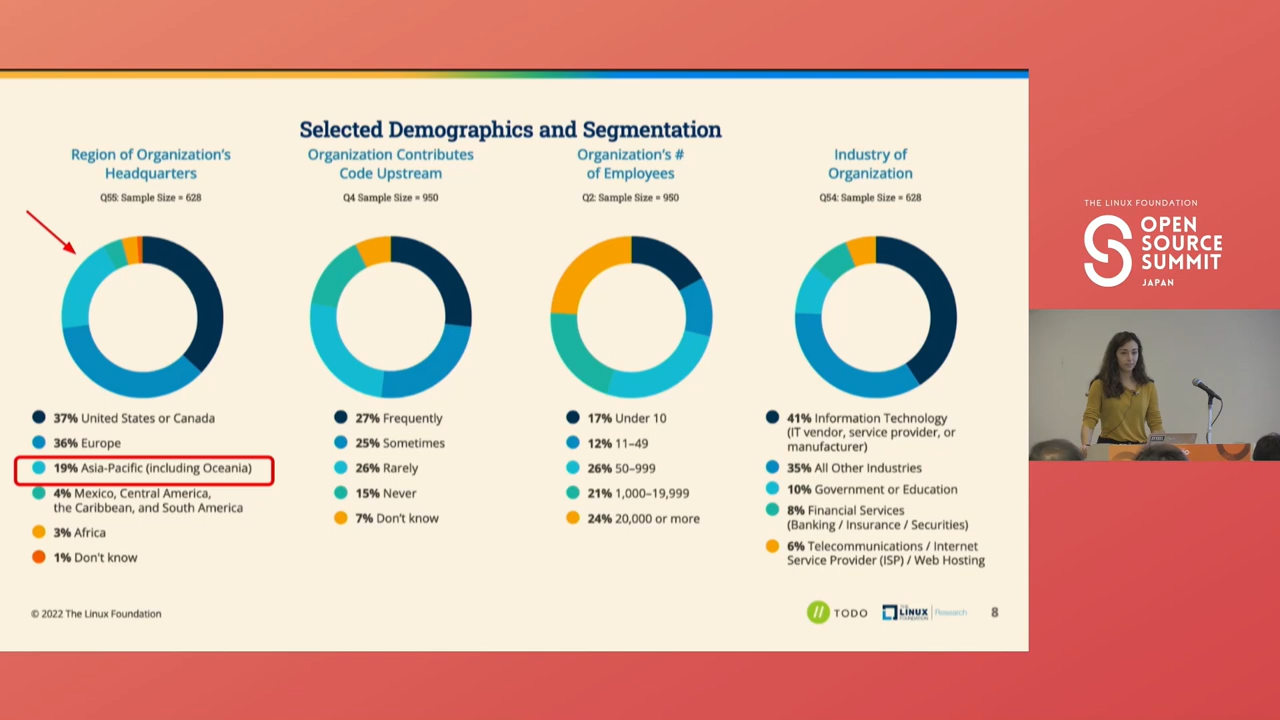 Selected Demographics and Segmentation
Region of Organization's
Headquarters
Q55: Sample Size = 628
37% United States or Canada
36% Europe
19% Asia-Pacific (including Oceania)
4% Mexico, Central America,
the Caribbean, and South America
3% Africa
1% Don't know
Organization Contributes
Code Upstream
Q4 Sample Size = 950
27% Frequently
25% Sometimes
26% Rarely
15% Never
7% Don't know
Organization's #
of Employees
Q2: Sample Size = 950
17% Under 10
12% 11–49
26% 50–999
21% 1,000–19,999
24% 20,000 or more
Industry of
Organization
Q54: Sample Size = 628
41% Information Technology
(IT vendor, service provider, or
manufacturer)
35% All Other Industries
10% Government or Education
8% Financial Services
(Banking / Insurance / Securities)
6% Telecommunications / Internet
Service Provider (ISP) / Web Hosting
© 2022 The Linux Foundation
TODO
THE
LINUX
FOUNDATION
Research
8
THE LINUX FOUNDATION
OPEN
SOURCE
SUMMIT
JAPAN